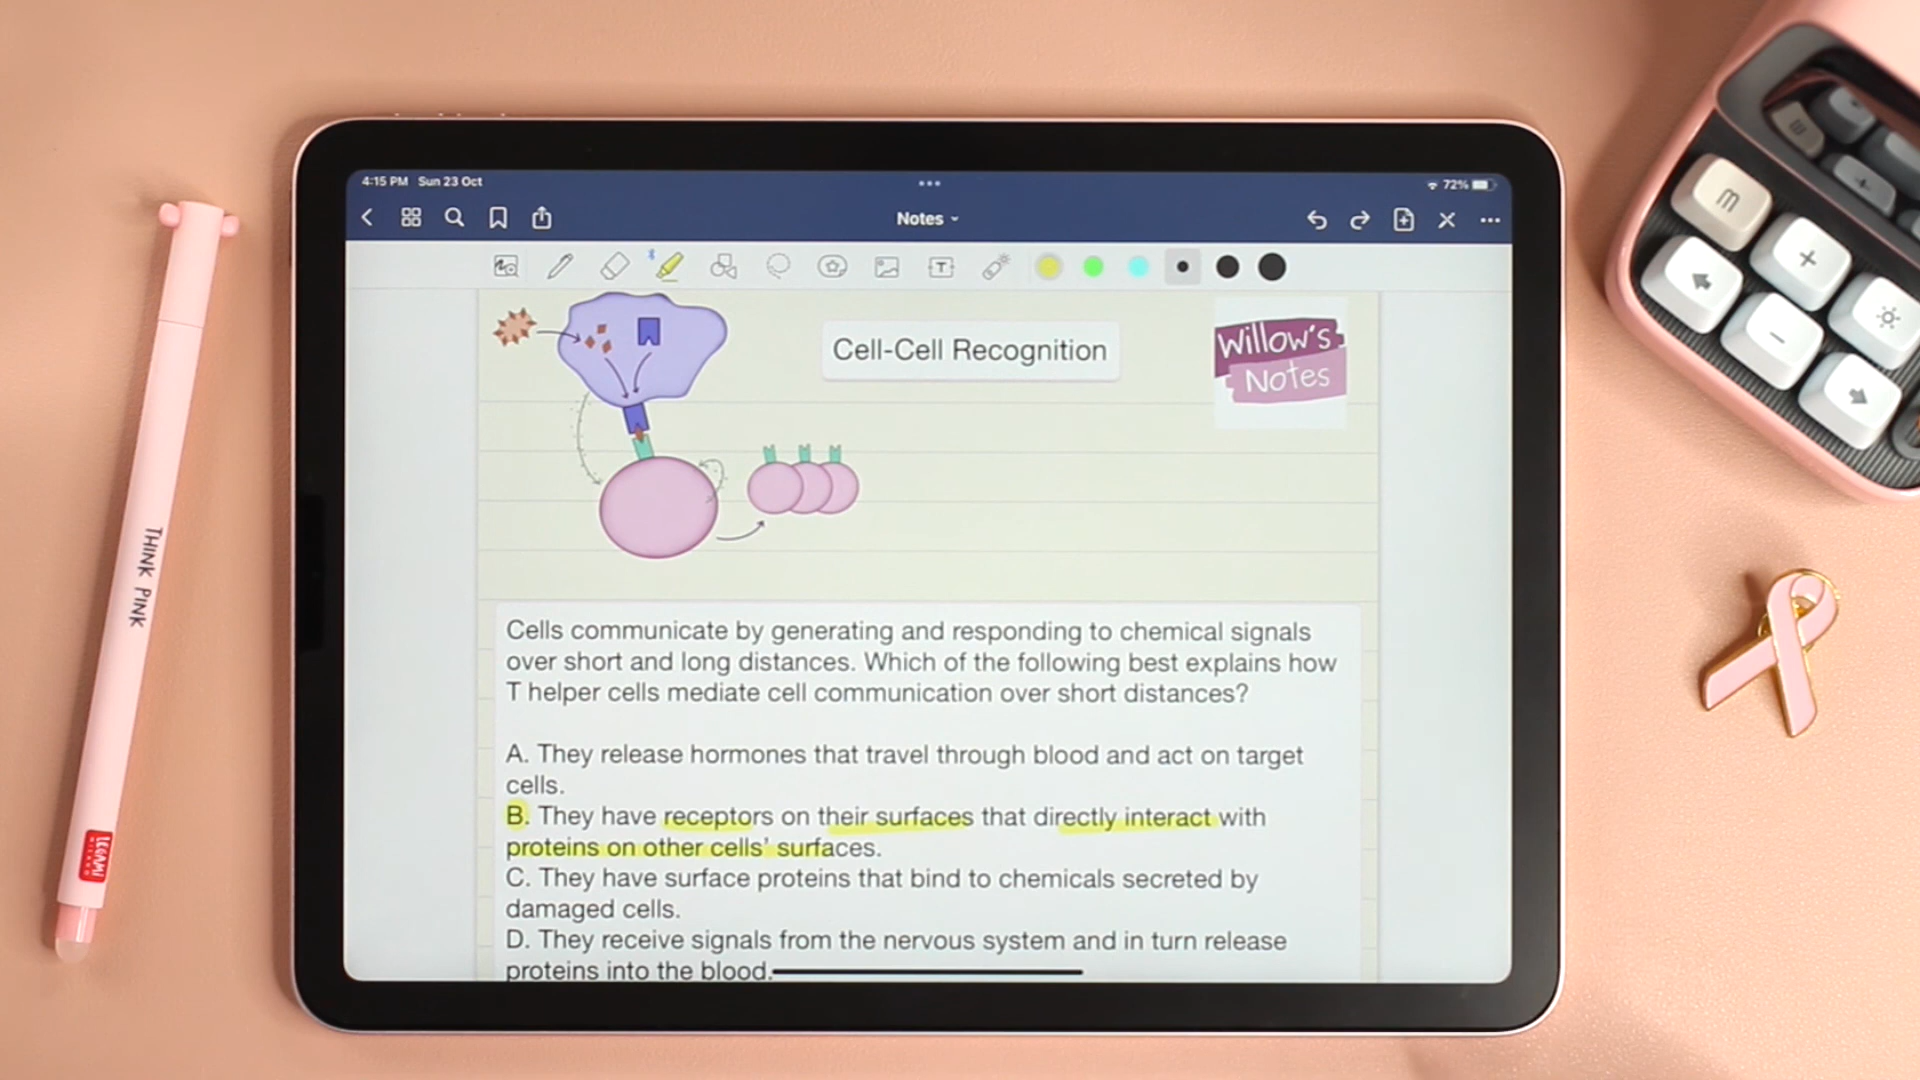 4:15 PM Sun 23 Oct
72%
Notes
T
Cell-Cell Recognition
Willow's
Notes
Cells communicate by generating and responding to chemical signals
over short and long distances. Which of the following best explains how
T helper cells mediate cell communication over short distances?
A. They release hormones that travel through blood and act on target
cells.
B. They have receptors on their surfaces that directly interact with
proteins on other cells' surfaces.
C. They have surface proteins that bind to chemicals secreted by
damaged cells.
D. They receive signals from the nervous system and in turn release
proteins into the blood.
THINK PINK
LEGAMI
m
+
-